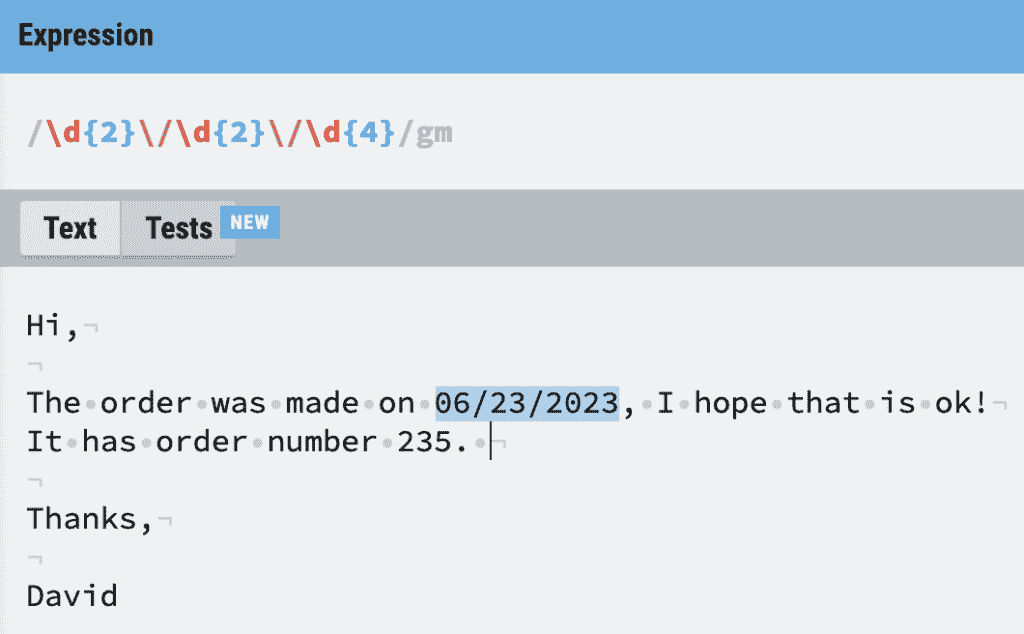 Expression
/\d{2}\/\d{2}\/\d{4}/gm
Text Tests NEW
Hi,
The order was made on 06/23/2023, I hope that is ok!
It has order number 235.
Thanks,
David